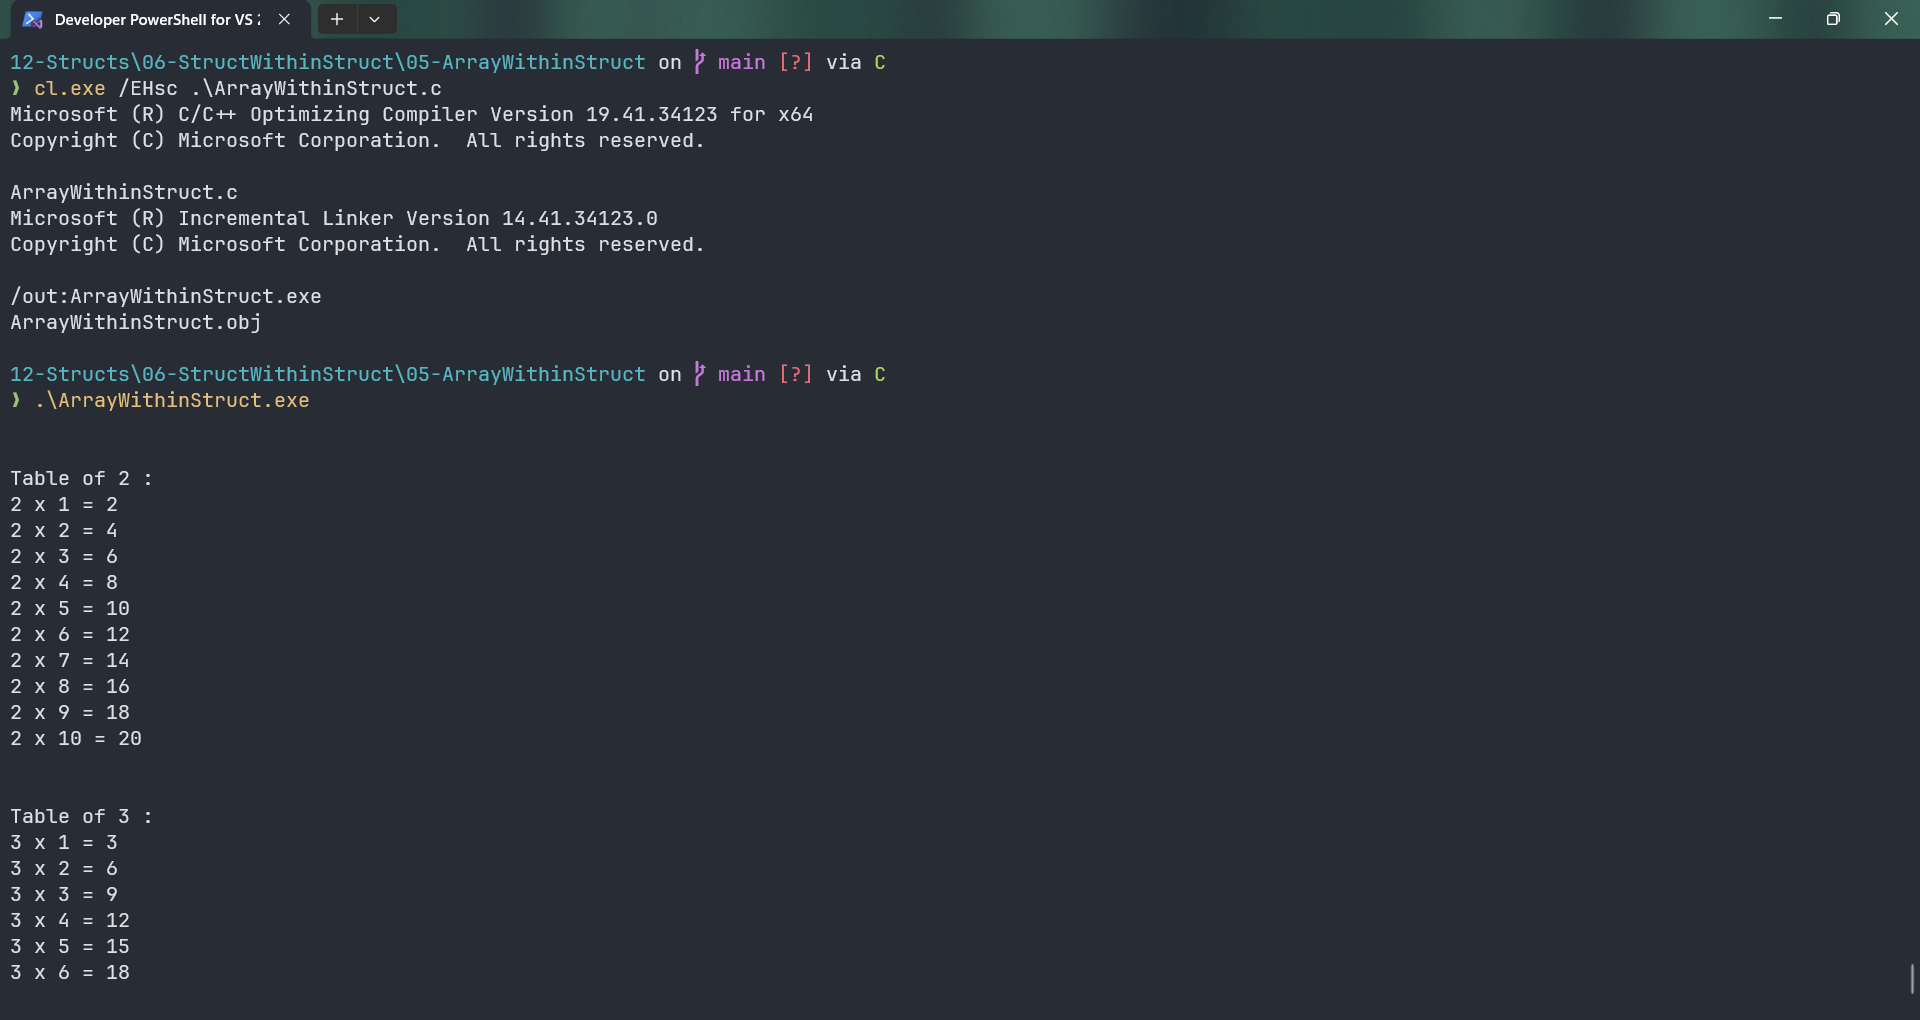 Developer PowerShell for VS 2
12-Structs\06-StructWithinStruct\05-ArrayWithinStruct on main [?] via C
❯ cl.exe /EHsc .\ArrayWithinStruct.c
Microsoft (R) C/C++ Optimizing Compiler Version 19.41.34123 for x64
Copyright (C) Microsoft Corporation.  All rights reserved.
ArrayWithinStruct.c
Microsoft (R) Incremental Linker Version 14.41.34123.0
Copyright (C) Microsoft Corporation.  All rights reserved.
/out:ArrayWithinStruct.exe
ArrayWithinStruct.obj
12-Structs\06-StructWithinStruct\05-ArrayWithinStruct on main [?] via C
❯ .\ArrayWithinStruct.exe
Table of 2 :
2 x 1 = 2
2 x 2 = 4
2 x 3 = 6
2 x 4 = 8
2 x 5 = 10
2 x 6 = 12
2 x 7 = 14
2 x 8 = 16
2 x 9 = 18
2 x 10 = 20
Table of 3 :
3 x 1 = 3
3 x 2 = 6
3 x 3 = 9
3 x 4 = 12
3 x 5 = 15
3 x 6 = 18